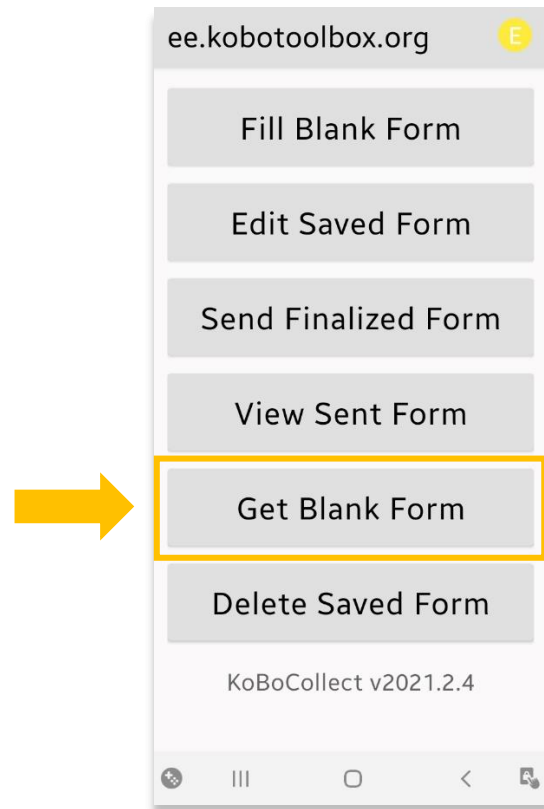 ee.kobotoolbox.org E
Fill Blank Form
Edit Saved Form
Send Finalized Form
View Sent Form
Get Blank Form
Delete Saved Form
KoBoCollect v2021.2.4